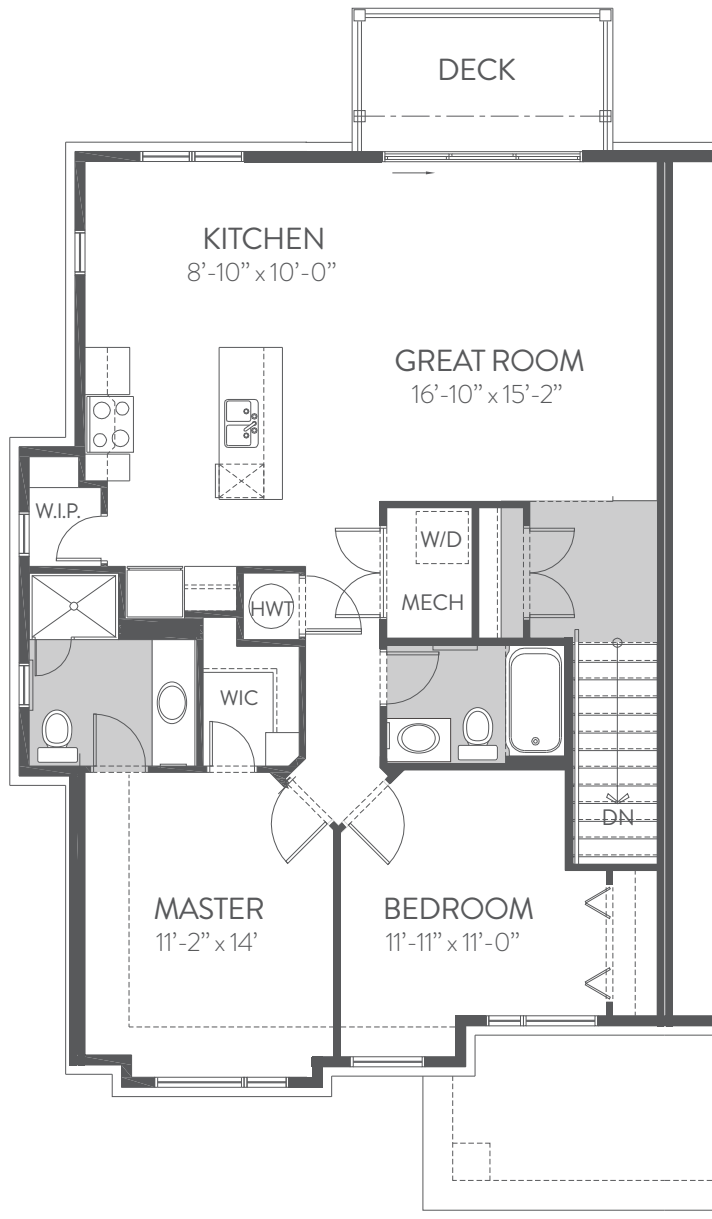 DECK
KITCHEN
8’-10” x 10’-0”
GREAT ROOM
16’-10” x 15’-2”
W.I.P.
W/D
HWT
MECH
WIC
DN
MASTER
11’-2” x 14’
BEDROOM
11’-11” x 11’-0”